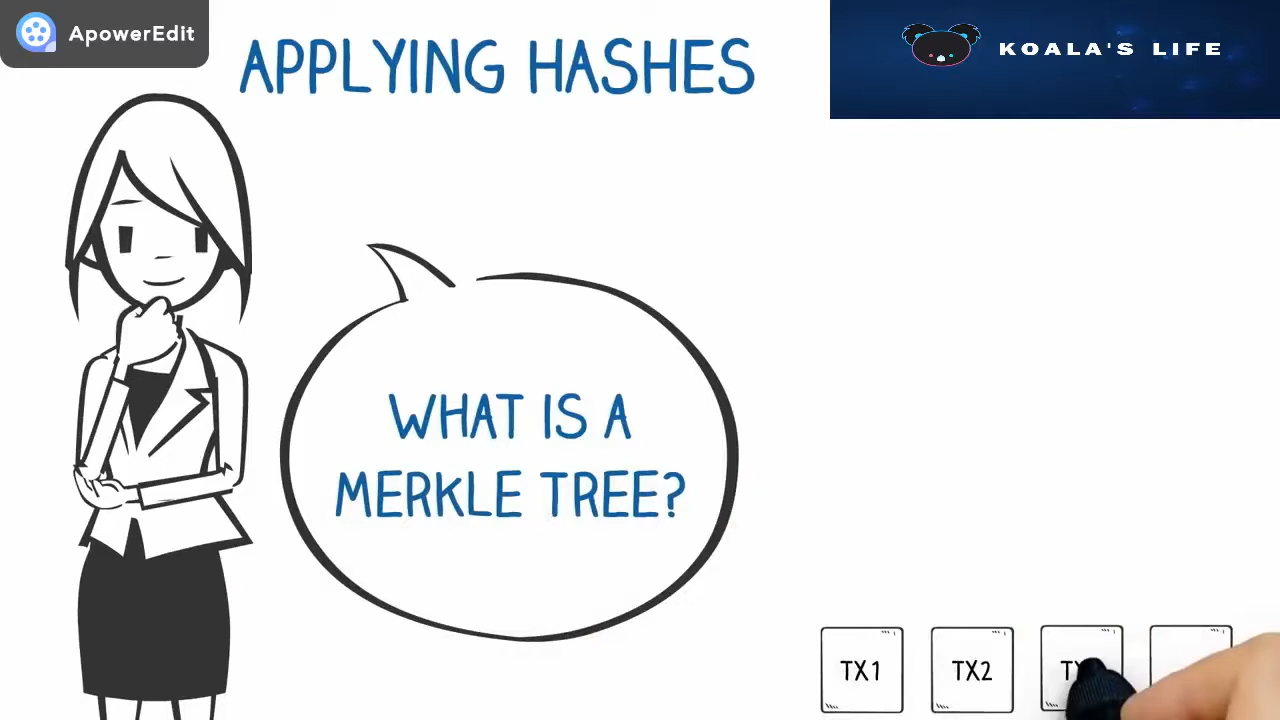 ApowerEdit
APPLYING HASHES
KOALA'S LIFE
WHAT IS A
MERKLE TREE?
TX1
TX2